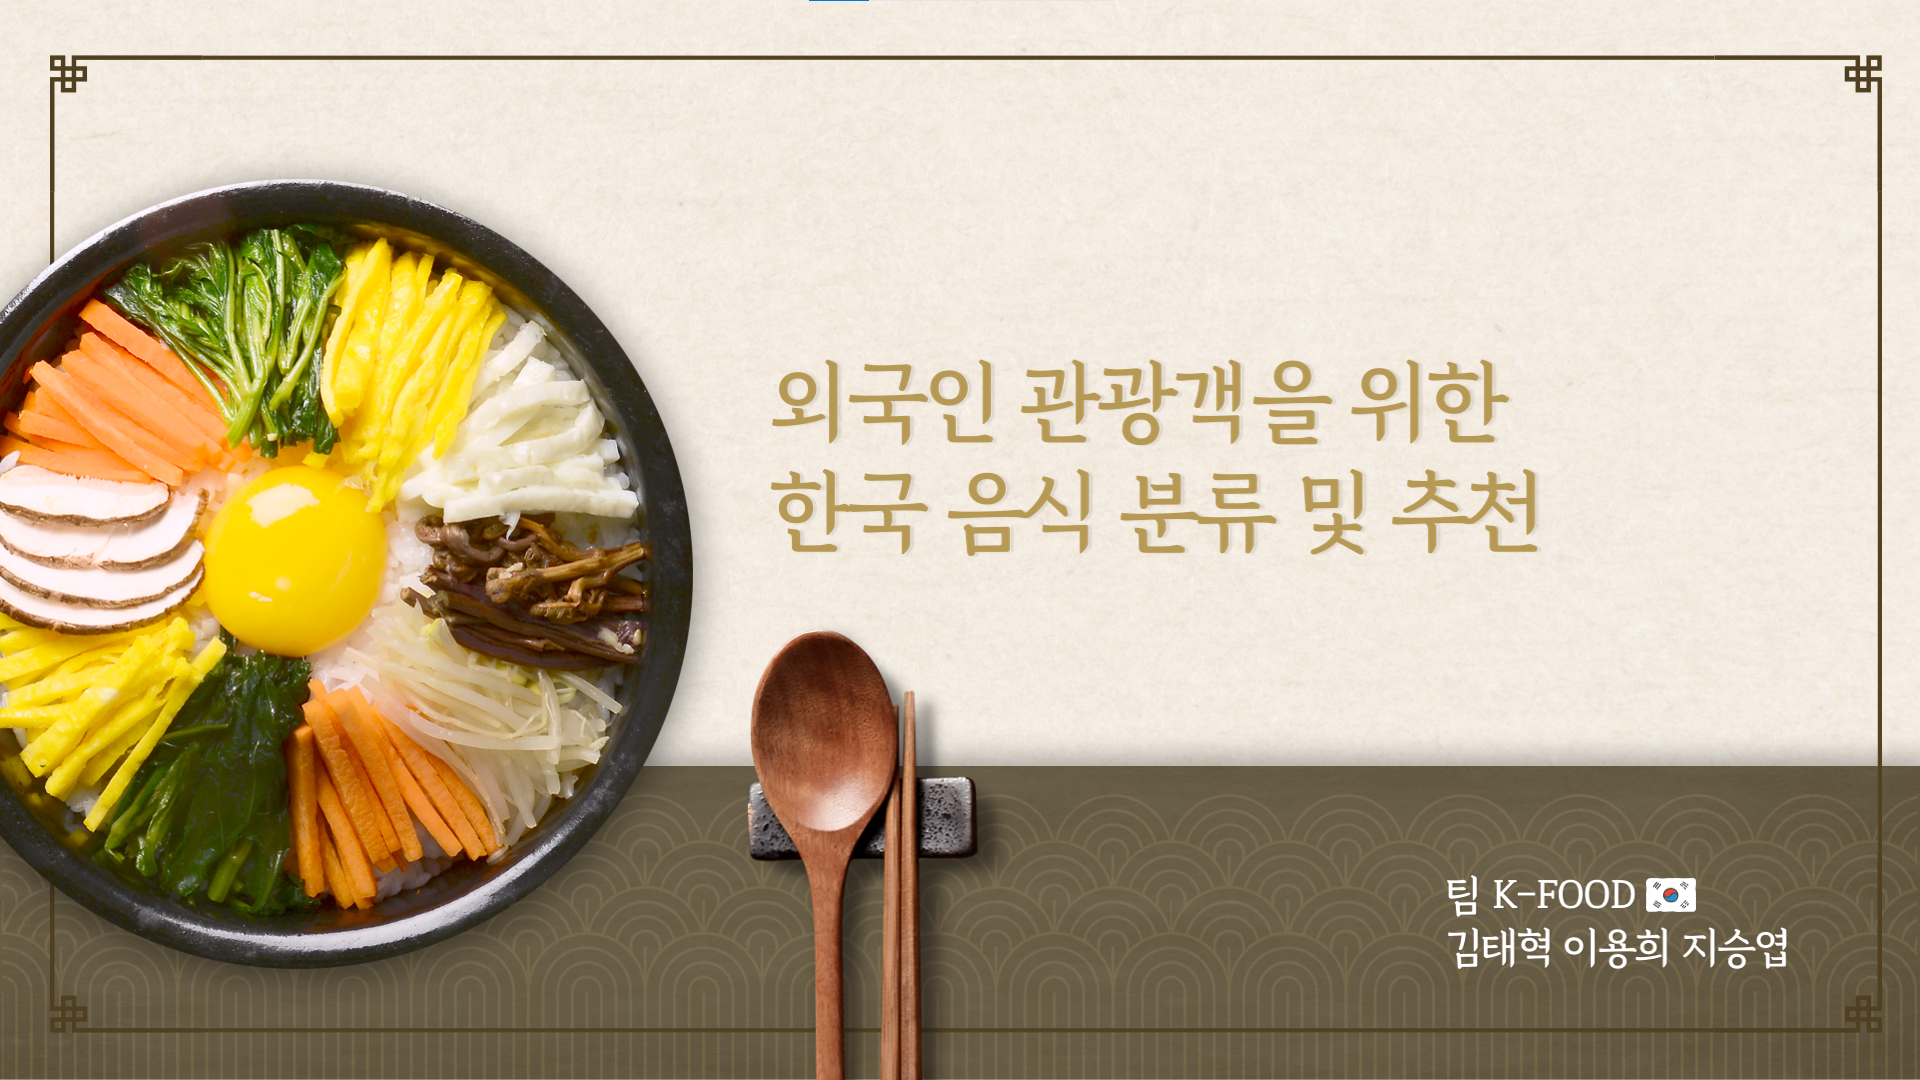 외국인 관광객을 위한
한국 음식 분류 및 추천
팀 K-FOOD 🇰🇷
김태혁 이용희 지승엽